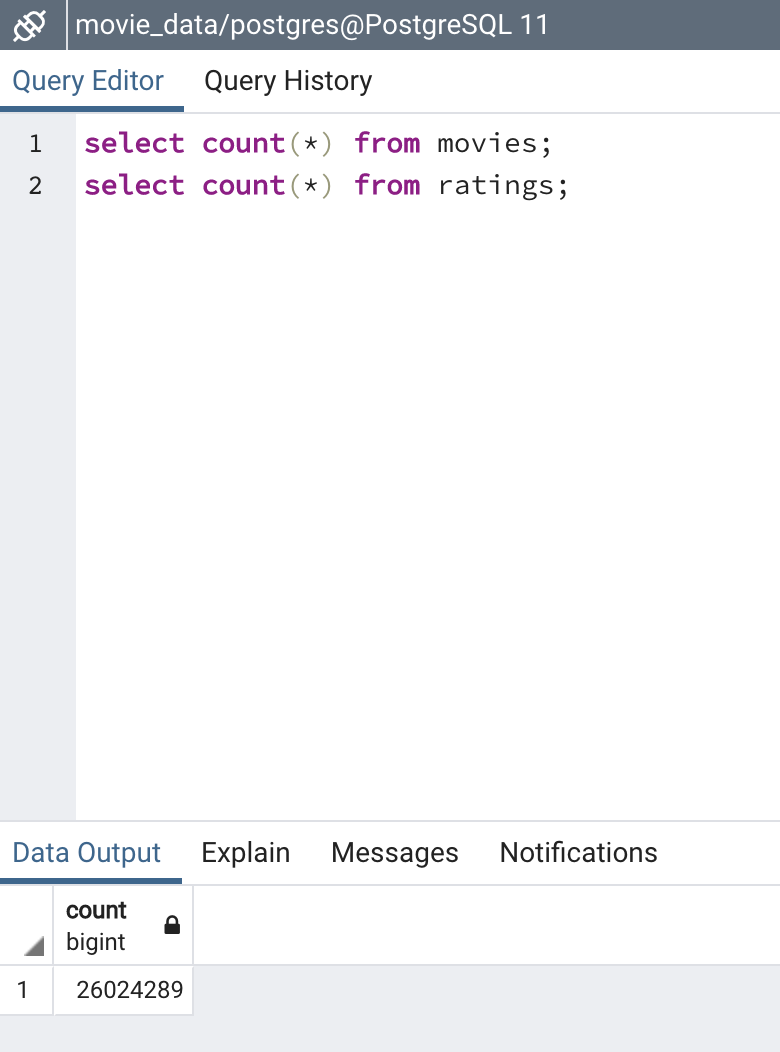 movie_data/postgres@PostgreSQL 11
Query Editor Query History
1 select count(*) from movies;
2 select count(*) from ratings;
Data Output Explain Messages Notifications
count
bigint
1 26024289